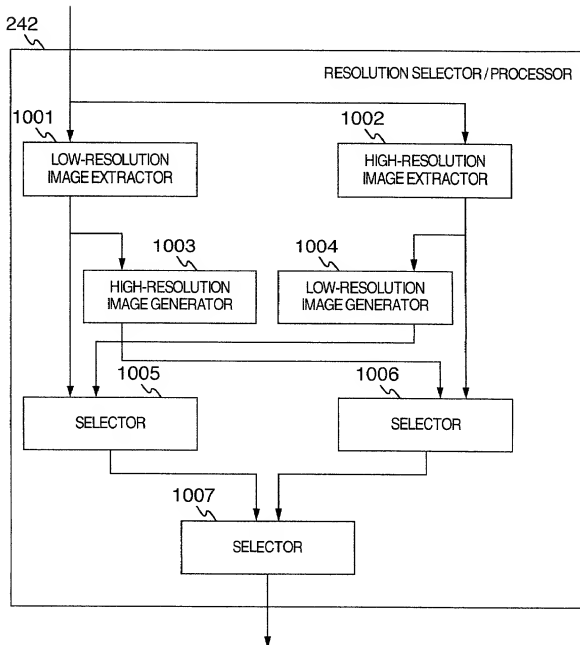 242
RESOLUTION SELECTOR / PROCESSOR
1001
1002
LOW-RESOLUTION
IMAGE EXTRACTOR
HIGH-RESOLUTION
IMAGE EXTRACTOR
1003
1004
HIGH-RESOLUTION
IMAGE GENERATOR
LOW-RESOLUTION
IMAGE GENERATOR
1005
1006
SELECTOR
SELECTOR
1007
SELECTOR